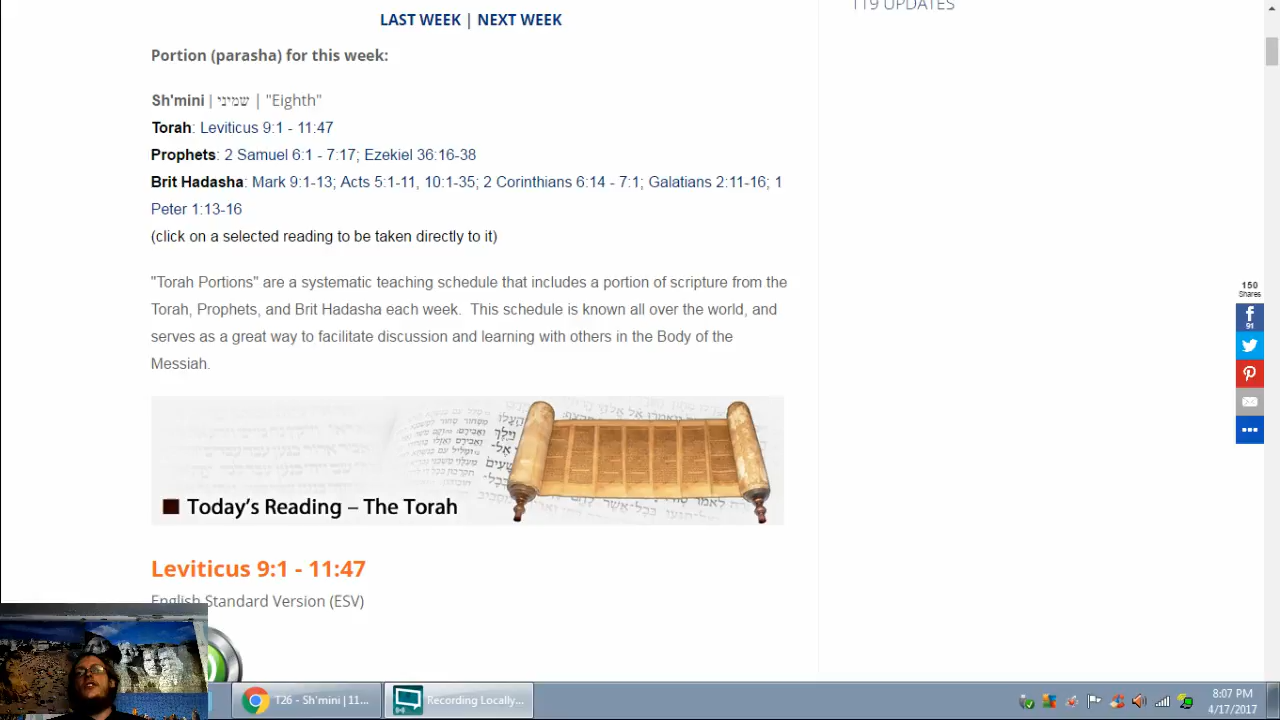 119 UPDATES
LAST WEEK | NEXT WEEK
Portion (parasha) for this week:
Sh'mini | שמיני | "Eighth"
Torah: Leviticus 9:1 - 11:47
Prophets: 2 Samuel 6:1 - 7:17; Ezekiel 36:16-38
Brit Hadasha: Mark 9:1-13; Acts 5:1-11, 10:1-35; 2 Corinthians 6:14 - 7:1; Galatians 2:11-16; 1
Peter 1:13-16
(click on a selected reading to be taken directly to it)
"Torah Portions" are a systematic teaching schedule that includes a portion of scripture from the
Torah, Prophets, and Brit Hadasha each week.  This schedule is known all over the world, and
serves as a great way to facilitate discussion and learning with others in the Body of the
Messiah.
150
Shares
91
Today's Reading – The Torah
Leviticus 9:1 - 11:47
English Standard Version (ESV)
T26 - Sh'mini |11...
Recording Locally...
8:07 PM
4/17/2017